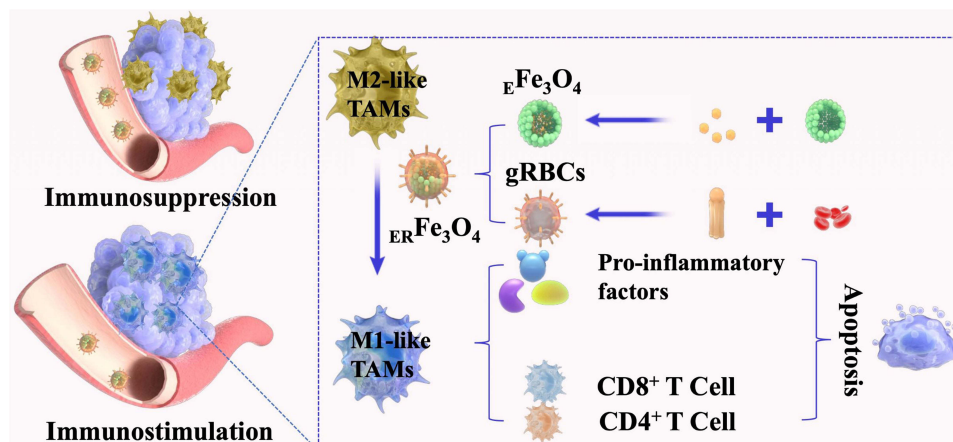 M2-like
TAMs
EFe₃O₄
+
gRBCs
ERFe₃O₄
+
Immunosuppression
Pro-inflammatory
factors
M1-like
TAMs
Apoptosis
CD8⁺ T Cell
CD4⁺ T Cell
Immunostimulation